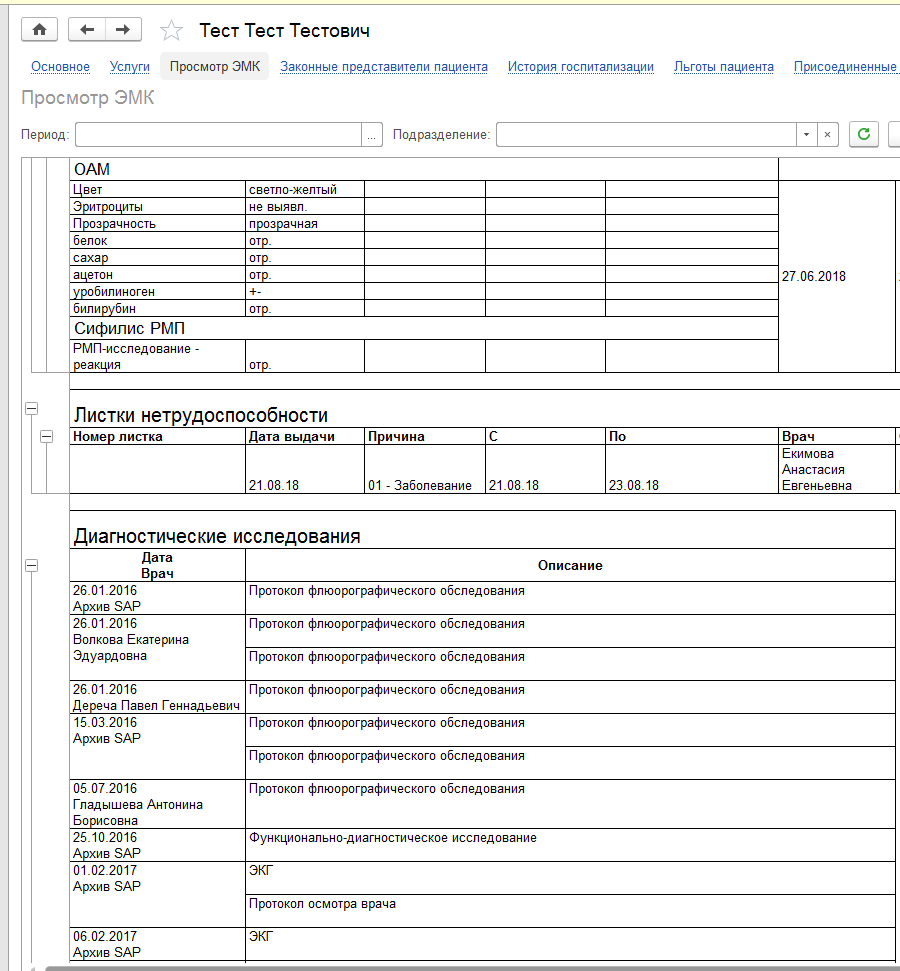 Тест Тест Тестович
Основное Услуги Просмотр ЭМК Законные представители пациента История госпитализации Льготы пациента Присоединенные
Просмотр ЭМК
Период: ... Подразделение:
ОАМ
Цвет светло-желтый
Эритроциты не выявл.
Прозрачность прозрачная
белок отр.
сахар отр.
ацетон отр.
27.06.2018
уробилиноген +-
билирубин отр.
Сифилис РМП
РМП-исследование -
реакция отр.
Листки нетрудоспособности
Номер листка Дата выдачи Причина С По Врач
Екимова
Анастасия
21.08.18 01 - Заболевание 21.08.18 23.08.18 Евгеньевна
Диагностические исследования
Дата
Врач
Описание
26.01.2016 Протокол флюорографического обследования
Архив SAP
26.01.2016 Протокол флюорографического обследования
Волкова Екатерина
Эдуардовна Протокол флюорографического обследования
26.01.2016 Протокол флюорографического обследования
Дереча Павел Геннадьевич
15.03.2016 Протокол флюорографического обследования
Архив SAP
Протокол флюорографического обследования
05.07.2016 Протокол флюорографического обследования
Гладышева Антонина
Борисовна
25.10.2016 Функционально-диагностическое исследование
Архив SAP
01.02.2017 ЭКГ
Архив SAP
Протокол осмотра врача
06.02.2017 ЭКГ
Архив SAP